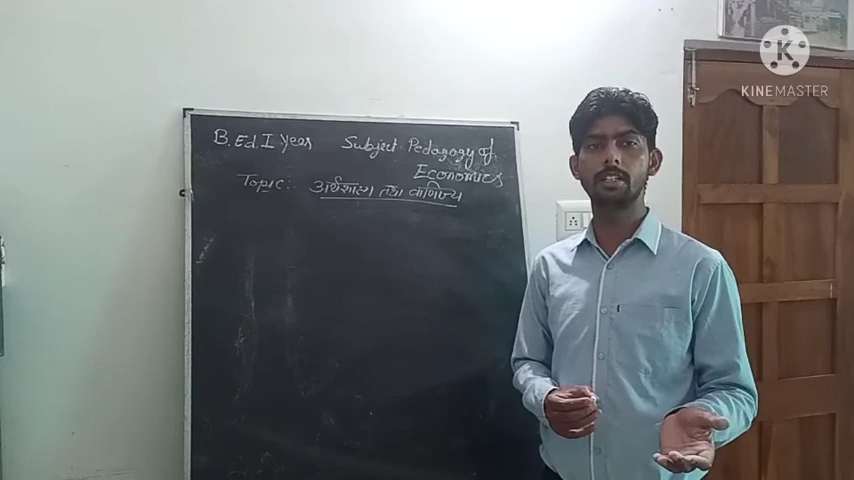 B.Ed I Year Subject Pedagogy of
Economics
Topic:- अर्थशास्त्र तथा वाणिज्य
K
KINEMASTER